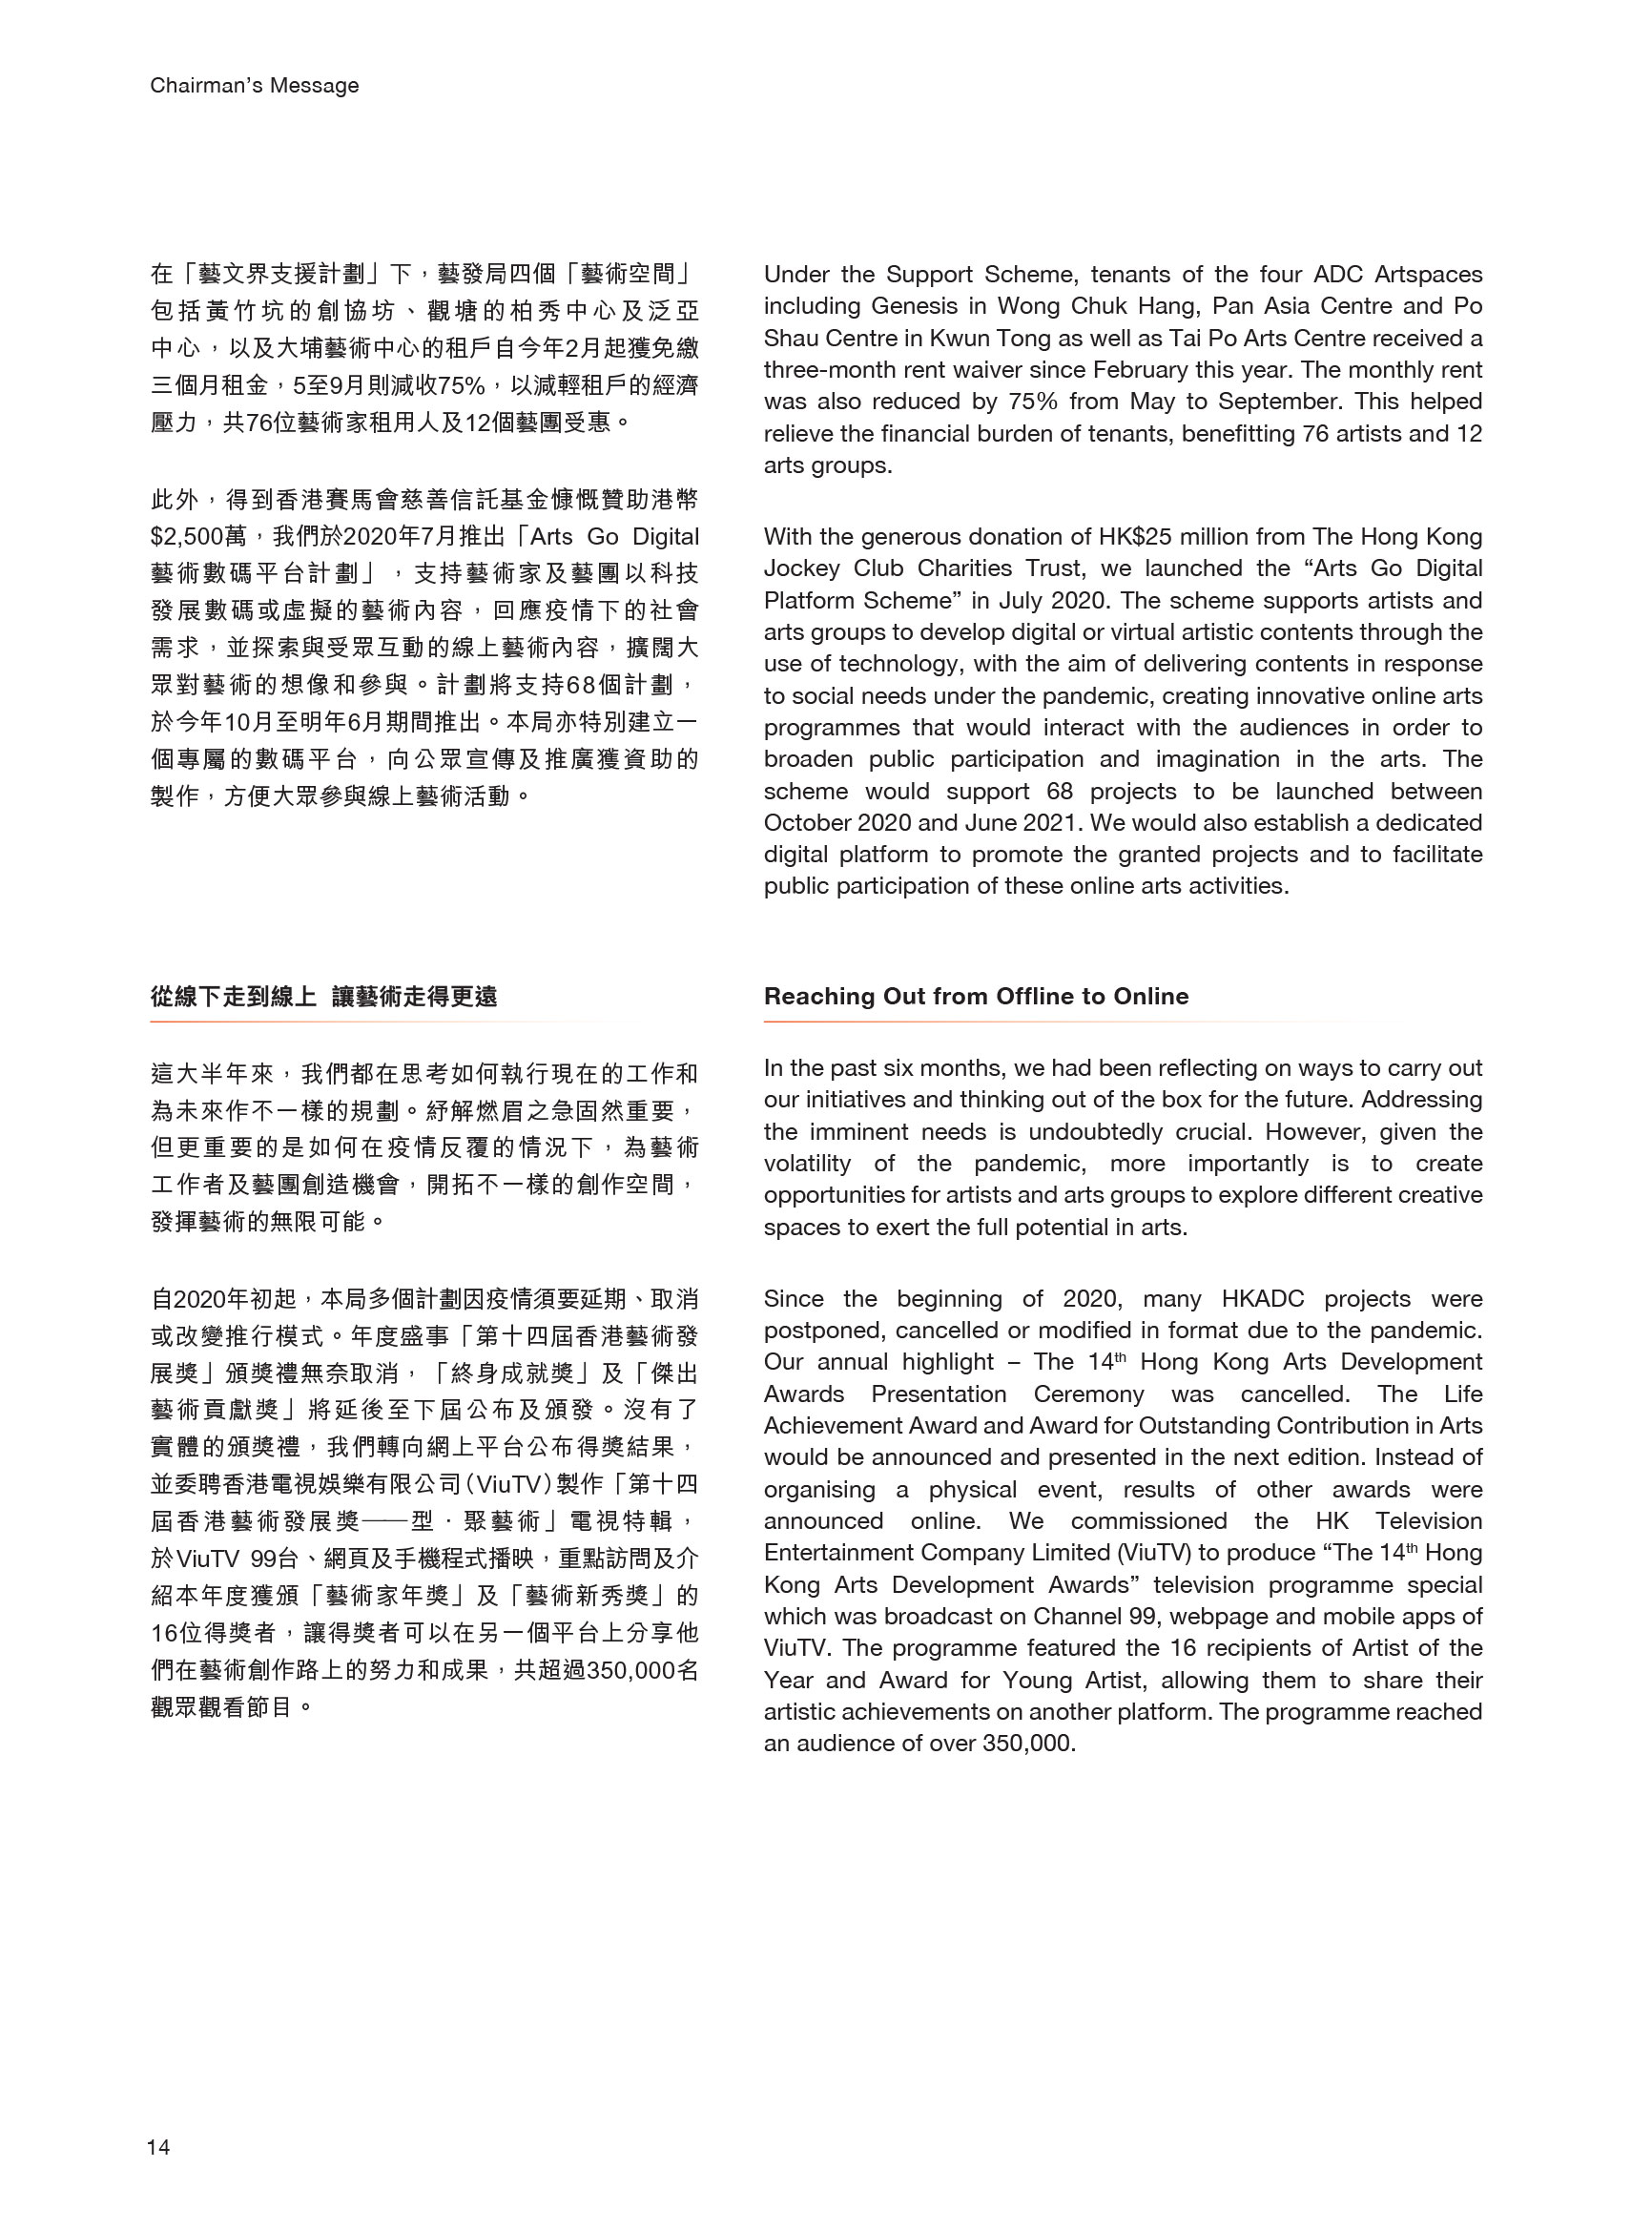 Chairman’s Message
在「藝文界支援計劃」下，藝發局四個「藝術空間」
包括黃竹坑的創協坊、觀塘的柏秀中心及泛亞
中心，以及大埔藝術中心的租戶自今年2月起獲免繳
三個月租金，5至9月則減收75%，以減輕租戶的經濟
壓力，共76位藝術家租用人及12個藝團受惠。
此外，得到香港賽馬會慈善信託基金慷慨贊助港幣
$2,500萬，我們於2020年7月推出「Arts Go Digital
藝術數碼平台計劃」，支持藝術家及藝團以科技
發展數碼或虛擬的藝術內容，回應疫情下的社會
需求，並探索與受眾互動的線上藝術內容，擴闊大
眾對藝術的想像和參與。計劃將支持68個計劃，
於今年10月至明年6月期間推出。本局亦特別建立一
個專屬的數碼平台，向公眾宣傳及推廣獲資助的
製作，方便大眾參與線上藝術活動。
從線下走到線上 讓藝術走得更遠
這大半年來，我們都在思考如何執行現在的工作和
為未來作不一樣的規劃。紓解燃眉之急固然重要，
但更重要的是如何在疫情反覆的情況下，為藝術
工作者及藝團創造機會，開拓不一樣的創作空間，
發揮藝術的無限可能。
自2020年初起，本局多個計劃因疫情須要延期、取消
或改變推行模式。年度盛事「第十四屆香港藝術發
展獎」頒獎禮無奈取消，「終身成就獎」及「傑出
藝術貢獻獎」將延後至下屆公布及頒發。沒有了
實體的頒獎禮，我們轉向網上平台公布得獎結果，
並委聘香港電視娛樂有限公司（ViuTV）製作「第十四
屆香港藝術發展獎——型．聚藝術」電視特輯，
於ViuTV 99台、網頁及手機程式播映，重點訪問及介
紹本年度獲頒「藝術家年獎」及「藝術新秀獎」的
16位得獎者，讓得獎者可以在另一個平台上分享他
們在藝術創作路上的努力和成果，共超過350,000名
觀眾觀看節目。
Under the Support Scheme, tenants of the four ADC Artspaces
including Genesis in Wong Chuk Hang, Pan Asia Centre and Po
Shau Centre in Kwun Tong as well as Tai Po Arts Centre received a
three-month rent waiver since February this year. The monthly rent
was also reduced by 75% from May to September. This helped
relieve the financial burden of tenants, benefitting 76 artists and 12
arts groups.
With the generous donation of HK$25 million from The Hong Kong
Jockey Club Charities Trust, we launched the “Arts Go Digital
Platform Scheme” in July 2020. The scheme supports artists and
arts groups to develop digital or virtual artistic contents through the
use of technology, with the aim of delivering contents in response
to social needs under the pandemic, creating innovative online arts
programmes that would interact with the audiences in order to
broaden public participation and imagination in the arts. The
scheme would support 68 projects to be launched between
October 2020 and June 2021. We would also establish a dedicated
digital platform to promote the granted projects and to facilitate
public participation of these online arts activities.
Reaching Out from Offline to Online
In the past six months, we had been reflecting on ways to carry out
our initiatives and thinking out of the box for the future. Addressing
the imminent needs is undoubtedly crucial. However, given the
volatility of the pandemic, more importantly is to create
opportunities for artists and arts groups to explore different creative
spaces to exert the full potential in arts.
Since the beginning of 2020, many HKADC projects were
postponed, cancelled or modified in format due to the pandemic.
Our annual highlight – The 14th Hong Kong Arts Development
Awards Presentation Ceremony was cancelled. The Life
Achievement Award and Award for Outstanding Contribution in Arts
would be announced and presented in the next edition. Instead of
organising a physical event, results of other awards were
announced online. We commissioned the HK Television
Entertainment Company Limited (ViuTV) to produce “The 14th Hong
Kong Arts Development Awards” television programme special
which was broadcast on Channel 99, webpage and mobile apps of
ViuTV. The programme featured the 16 recipients of Artist of the
Year and Award for Young Artist, allowing them to share their
artistic achievements on another platform. The programme reached
an audience of over 350,000.
14